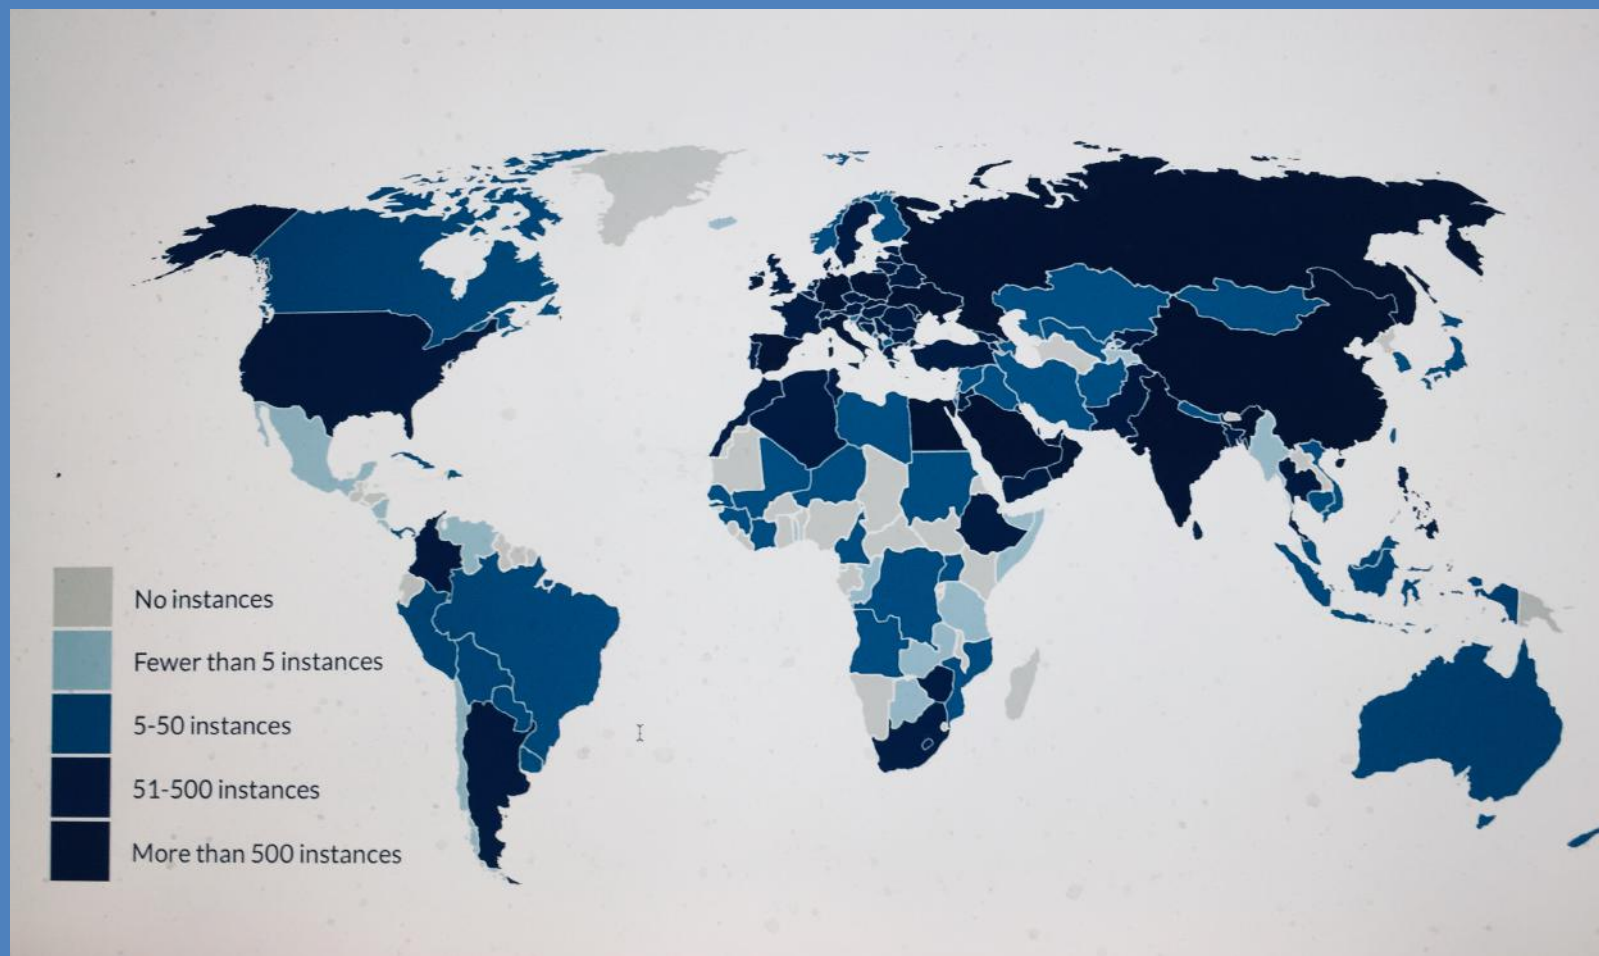 No instances
Fewer than 5 instances
5-50 instances
51-500 instances
More than 500 instances